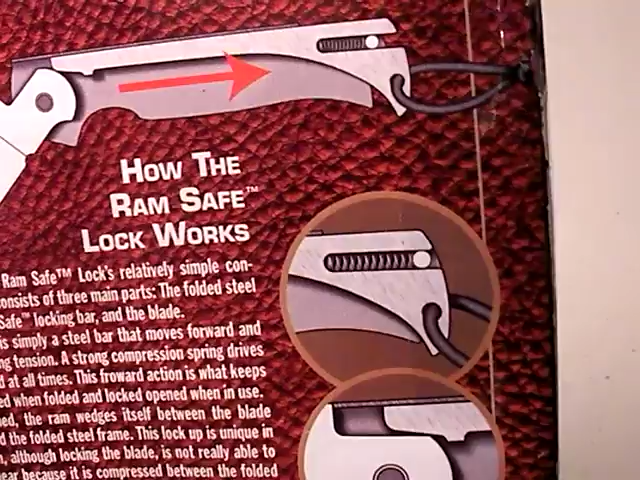 HOW THE
RAM SAFE™
LOCK WORKS
Ram Safe™ Lock's relatively simple con-
onsists of three main parts: The folded steel
Safe™ locking bar, and the blade.
is simply a steel bar that moves forward and
ng tension. A strong compression spring drives
d at all times. This froward action is what keeps
ed when folded and locked opened when in use.
ed, the ram wedges itself between the blade
d the folded steel frame. This lock up is unique in
n, although locking the blade, is not really able to
ear because it is compressed between the folded